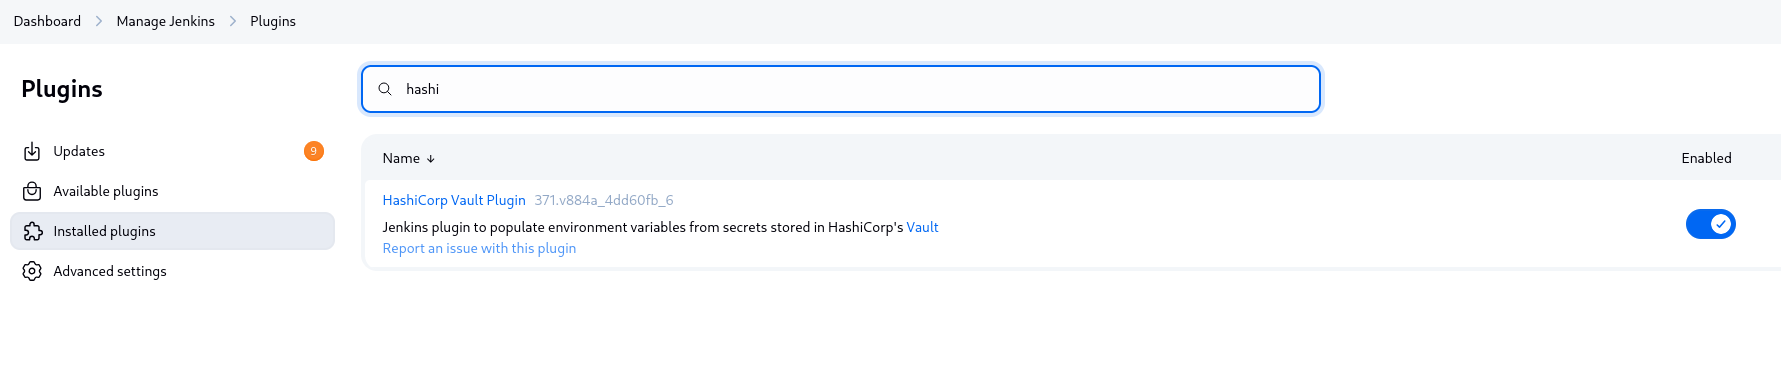 Dashboard > Manage Jenkins > Plugins
Plugins
hashi
Updates 9
Available plugins
Installed plugins
Advanced settings
Name ↓ Enabled
HashiCorp Vault Plugin 371.v884a_4dd60fb_6
Jenkins plugin to populate environment variables from secrets stored in HashiCorp's Vault
Report an issue with this plugin